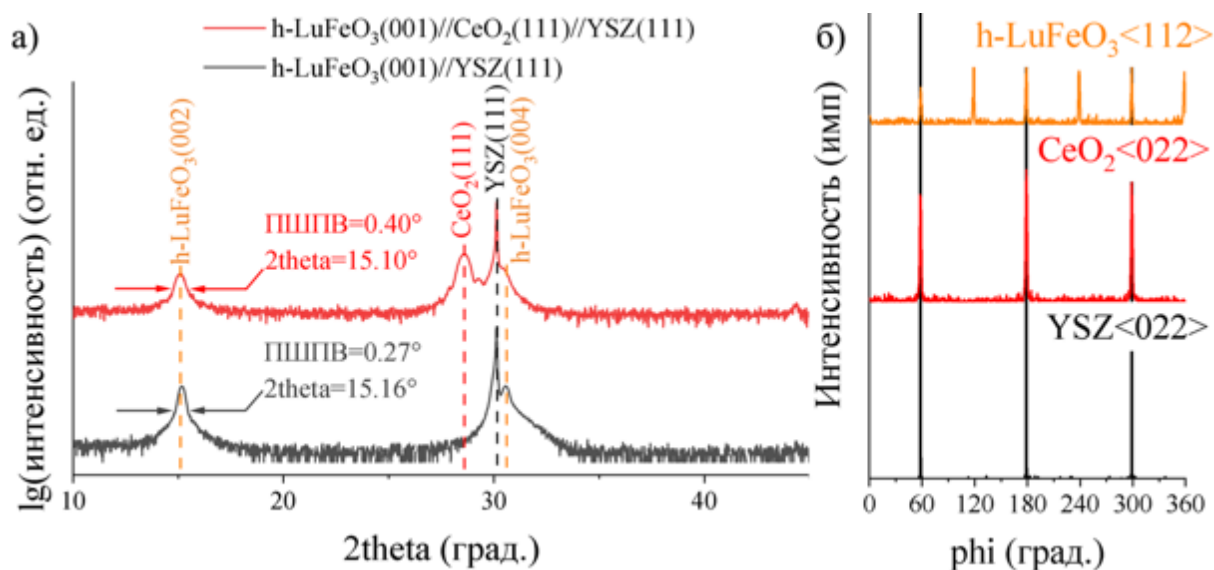 а)
h-LuFeO₃(001)//CeO₂(111)//YSZ(111)
h-LuFeO₃(001)//YSZ(111)
lg(интенсивность) (отн. ед.)
h-LuFeO₃(002)
CeO₂(111)
YSZ(111)
h-LuFeO₃(004)
ПШПВ=0.40°
2theta=15.10°
ПШПВ=0.27°
2theta=15.16°
10 20 30 40
2theta (град.)
б)
Интенсивность (имп)
h-LuFeO₃<112>
CeO₂<022>
YSZ<022>
0 60 120 180 240 300 360
phi (град.)